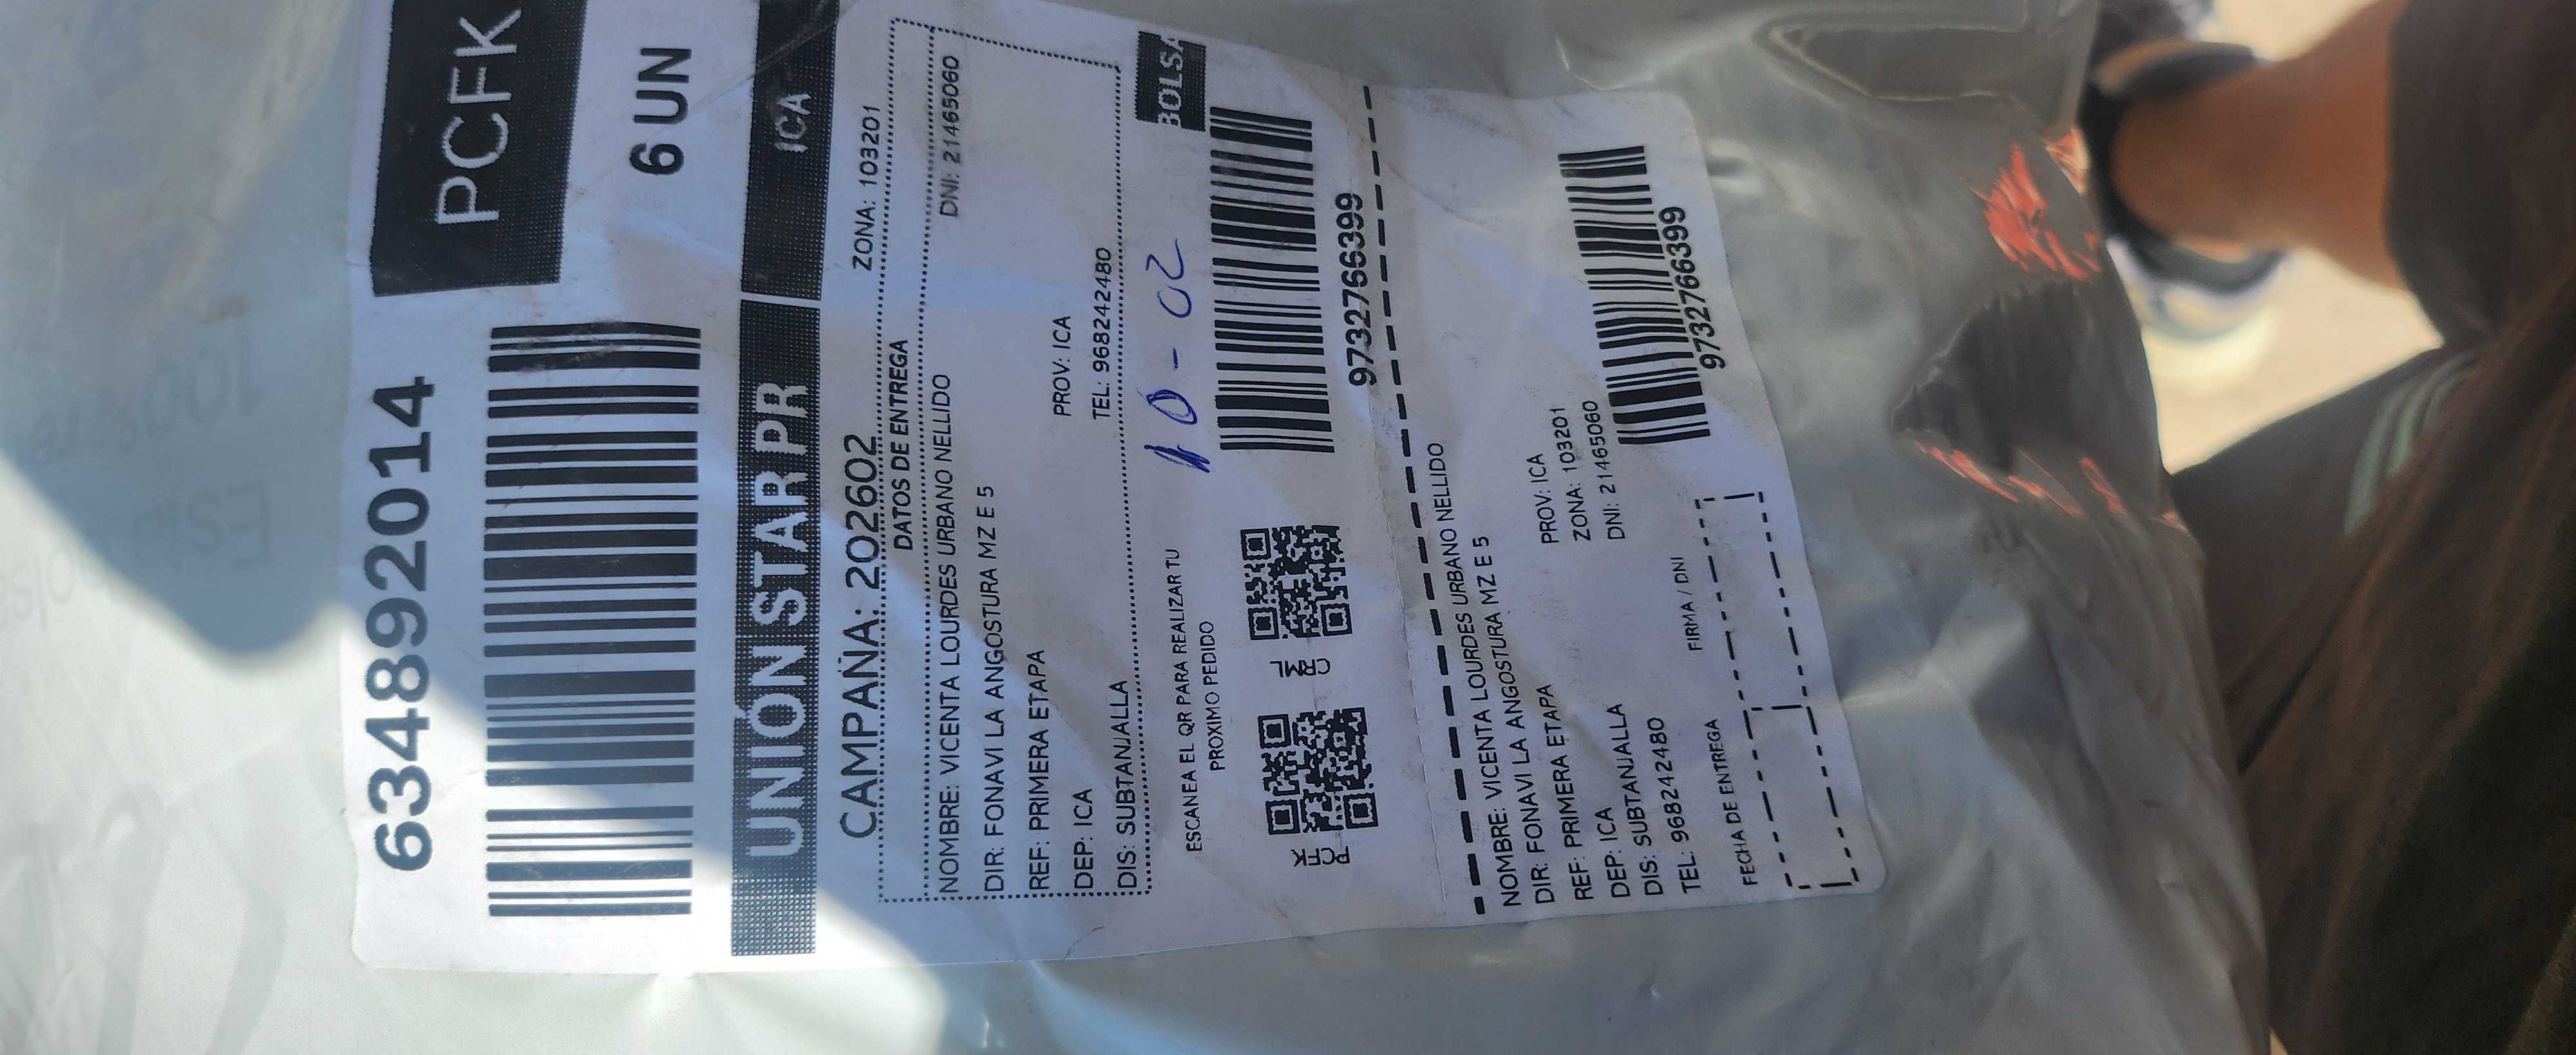 634892014
PCFK
6 UN
UNIÓN STAR PR
ICA
CAMPAÑA: 202602
ZONA: 103201
DATOS DE ENTREGA
NOMBRE: VICENTA LOURDES URBANO NELLIDO
DNI: 21465060
DIR: FONAVI LA ANGOSTURA MZ E 5
REF: PRIMERA ETAPA
DEP: ICA
PROV: ICA
DIS: SUBTANJALLA
TEL: 968242480
BOLSA
10-02
ESCANEA EL QR PARA REALIZAR TU
PROXIMO PEDIDO
PCFK
CRML
9732766399
NOMBRE: VICENTA LOURDES URBANO NELLIDO
DIR: FONAVI LA ANGOSTURA MZ E 5
REF: PRIMERA ETAPA
DEP: ICA
PROV: ICA
DIS: SUBTANJALLA
ZONA: 103201
TEL: 968242480
DNI: 21465060
9732766399
FECHA DE ENTREGA
FIRMA / DNI